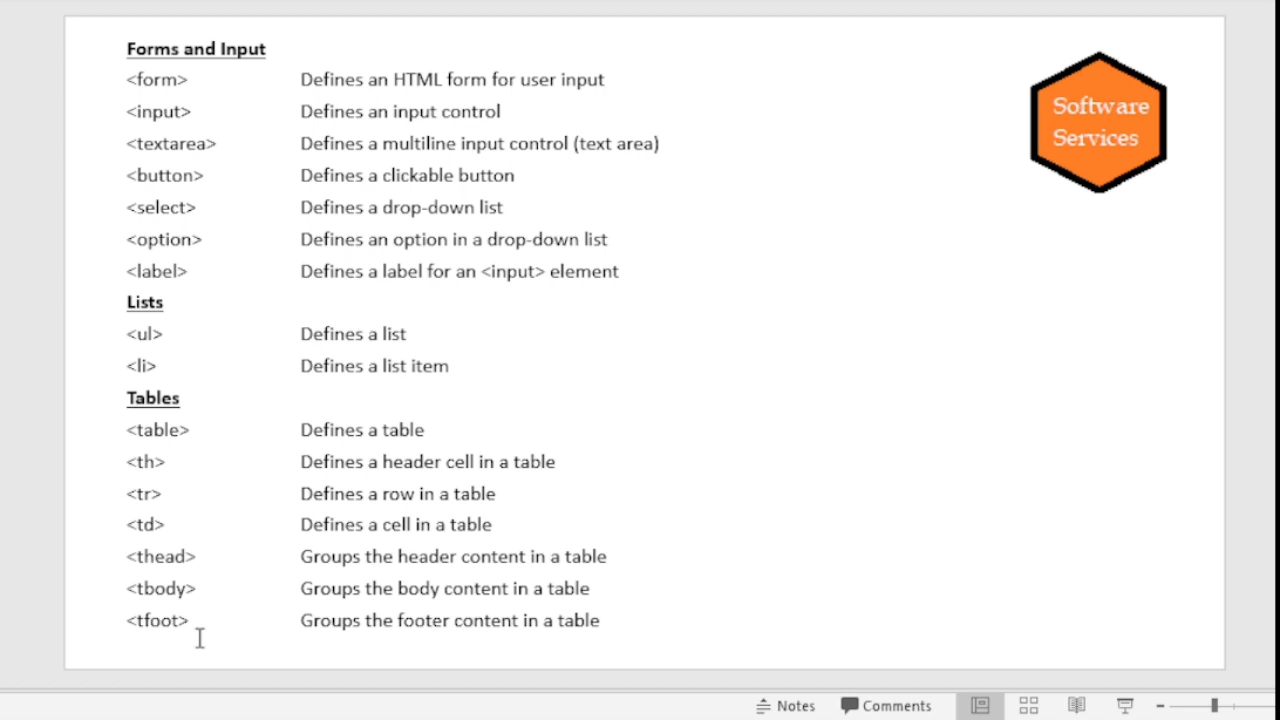 Forms and Input
<form> Defines an HTML form for user input
<input> Defines an input control
<textarea> Defines a multiline input control (text area)
<button> Defines a clickable button
<select> Defines a drop-down list
<option> Defines an option in a drop-down list
<label> Defines a label for an <input> element
Lists
<ul> Defines a list
<li> Defines a list item
Tables
<table> Defines a table
<th> Defines a header cell in a table
<tr> Defines a row in a table
<td> Defines a cell in a table
<thead> Groups the header content in a table
<tbody> Groups the body content in a table
<tfoot> Groups the footer content in a table
Software
Services
Notes Comments